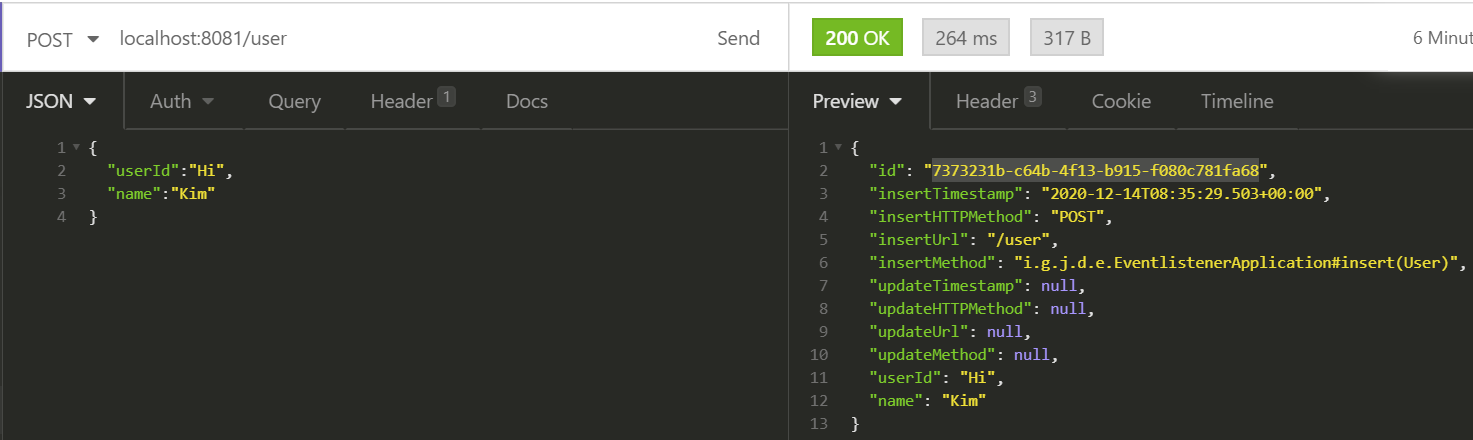 POST localhost:8081/user Send
200 OK 264 ms 317 B 6 Minut
JSON Auth Query Header 1 Docs
1 {
2 "userId":"Hi",
3 "name":"Kim"
4 }
Preview Header 3 Cookie Timeline
1 {
2 "id": "7373231b-c64b-4f13-b915-f080c781fa68",
3 "insertTimestamp": "2020-12-14T08:35:29.503+00:00",
4 "insertHTTPMethod": "POST",
5 "insertUrl": "/user",
6 "insertMethod": "i.g.j.d.e.EventlistenerApplication#insert(User)",
7 "updateTimestamp": null,
8 "updateHTTPMethod": null,
9 "updateUrl": null,
10 "updateMethod": null,
11 "userId": "Hi",
12 "name": "Kim"
13 }